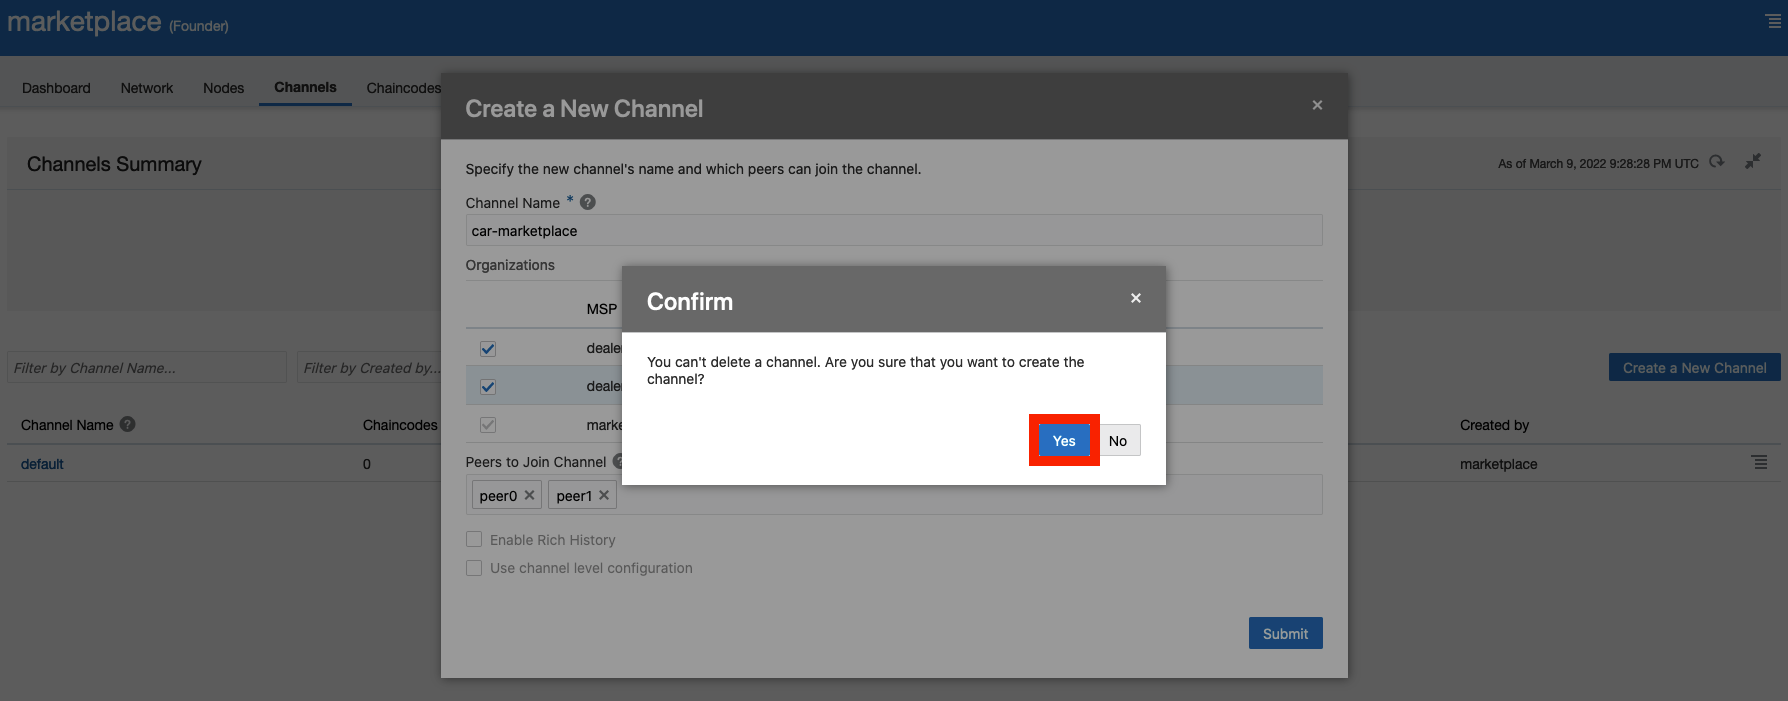 marketplace (Founder)
Dashboard Network Nodes Channels Chaincodes
Create a New Channel
Channels Summary
As of March 9, 2022 9:28:28 PM UTC
Specify the new channel's name and which peers can join the channel.
Channel Name *
car-marketplace
Organizations
MSP
Confirm
You can't delete a channel. Are you sure that you want to create the
channel?
Yes No
Filter by Channel Name... Filter by Created by...
Create a New Channel
Channel Name Chaincodes Created by
default 0 marketplace
Peers to Join Channel
peer0 peer1
Enable Rich History
Use channel level configuration
Submit